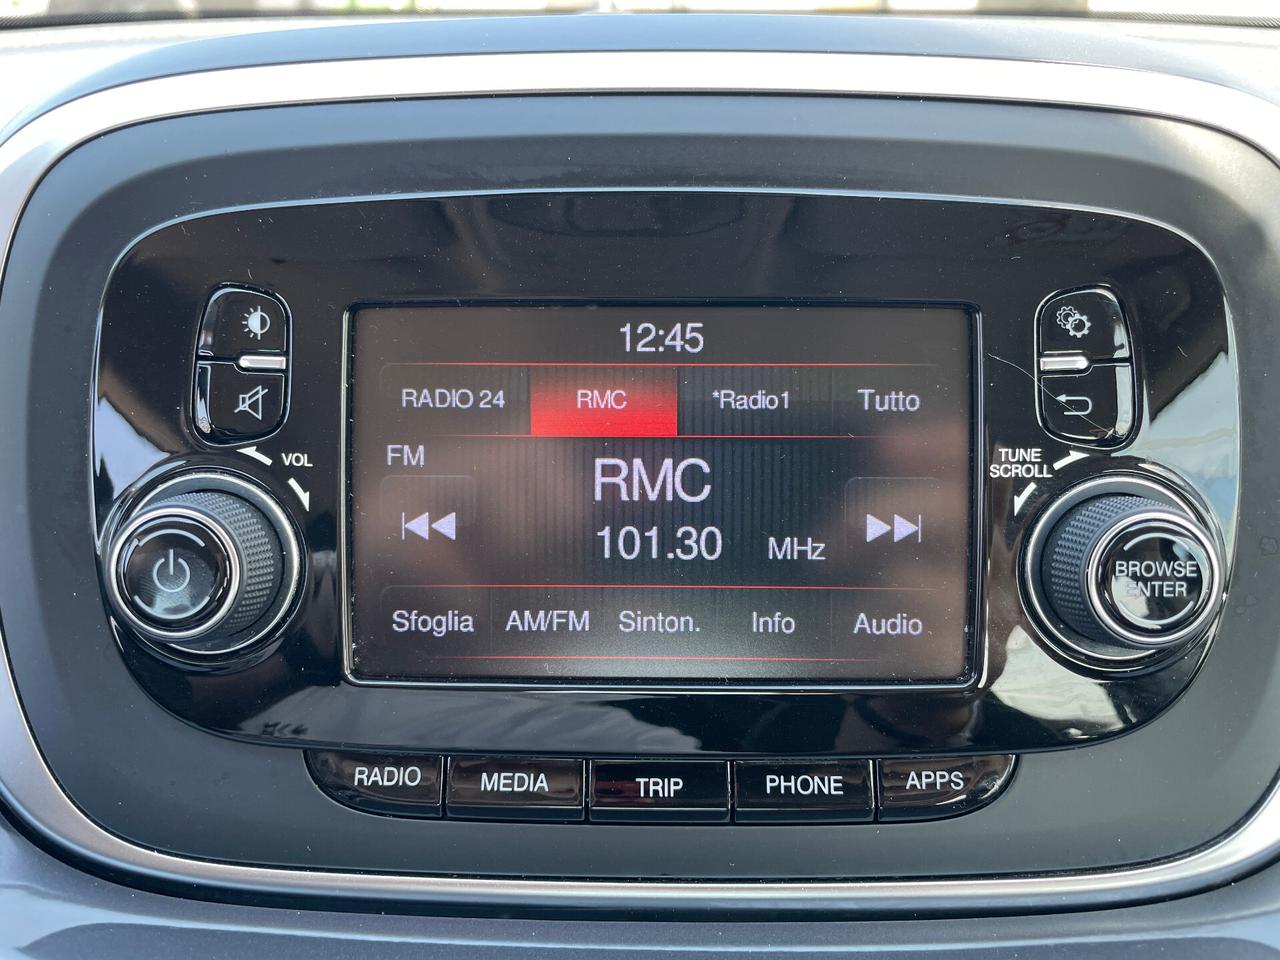 12:45
RADIO 24 RMC *Radio1 Tutto
FM
RMC
101.30 MHz
Sfoglia AM/FM Sinton. Info Audio
VOL
TUNE
SCROLL
BROWSE
ENTER
RADIO MEDIA TRIP PHONE APPS